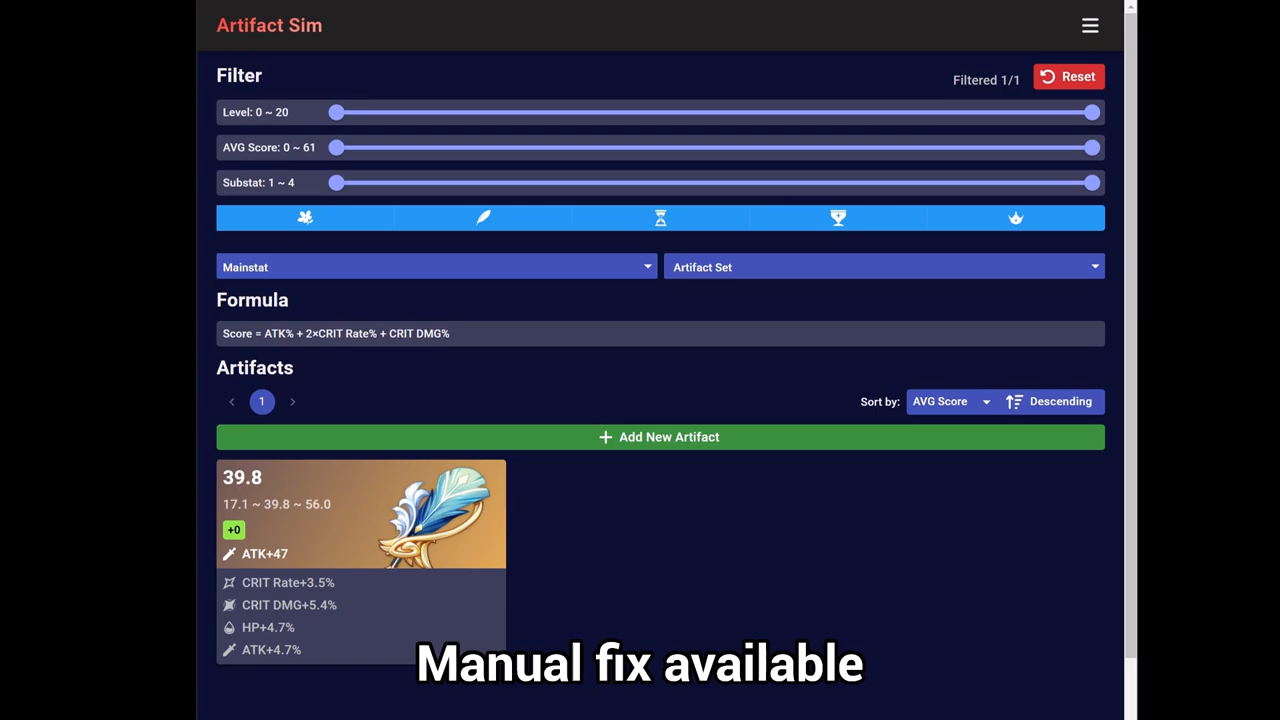 Artifact Sim
Filter
Filtered 1/1
Reset
Level: 0 ~ 20
AVG Score: 0 ~ 61
Substat: 1 ~ 4
Mainstat
Artifact Set
Formula
Score = ATK% + 2×CRIT Rate% + CRIT DMG%
Artifacts
1
Sort by:
AVG Score
Descending
Add New Artifact
39.8
17.1 ~ 39.8 ~ 56.0
+0
ATK+47
CRIT Rate+3.5%
CRIT DMG+5.4%
HP+4.7%
ATK+4.7%
Manual fix available